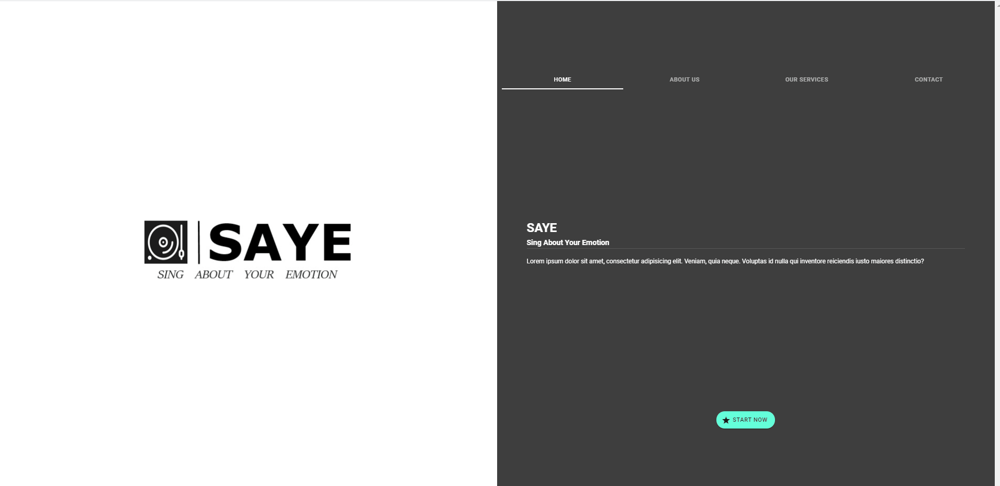 SAYE
SING ABOUT YOUR EMOTION
HOME ABOUT US OUR SERVICES CONTACT
SAYE
Sing About Your Emotion
Lorem ipsum dolor sit amet, consectetur adipisicing elit. Veniam, quia neque. Voluptas id nulla qui inventore reiciendis iusto maiores distinctio?
START NOW